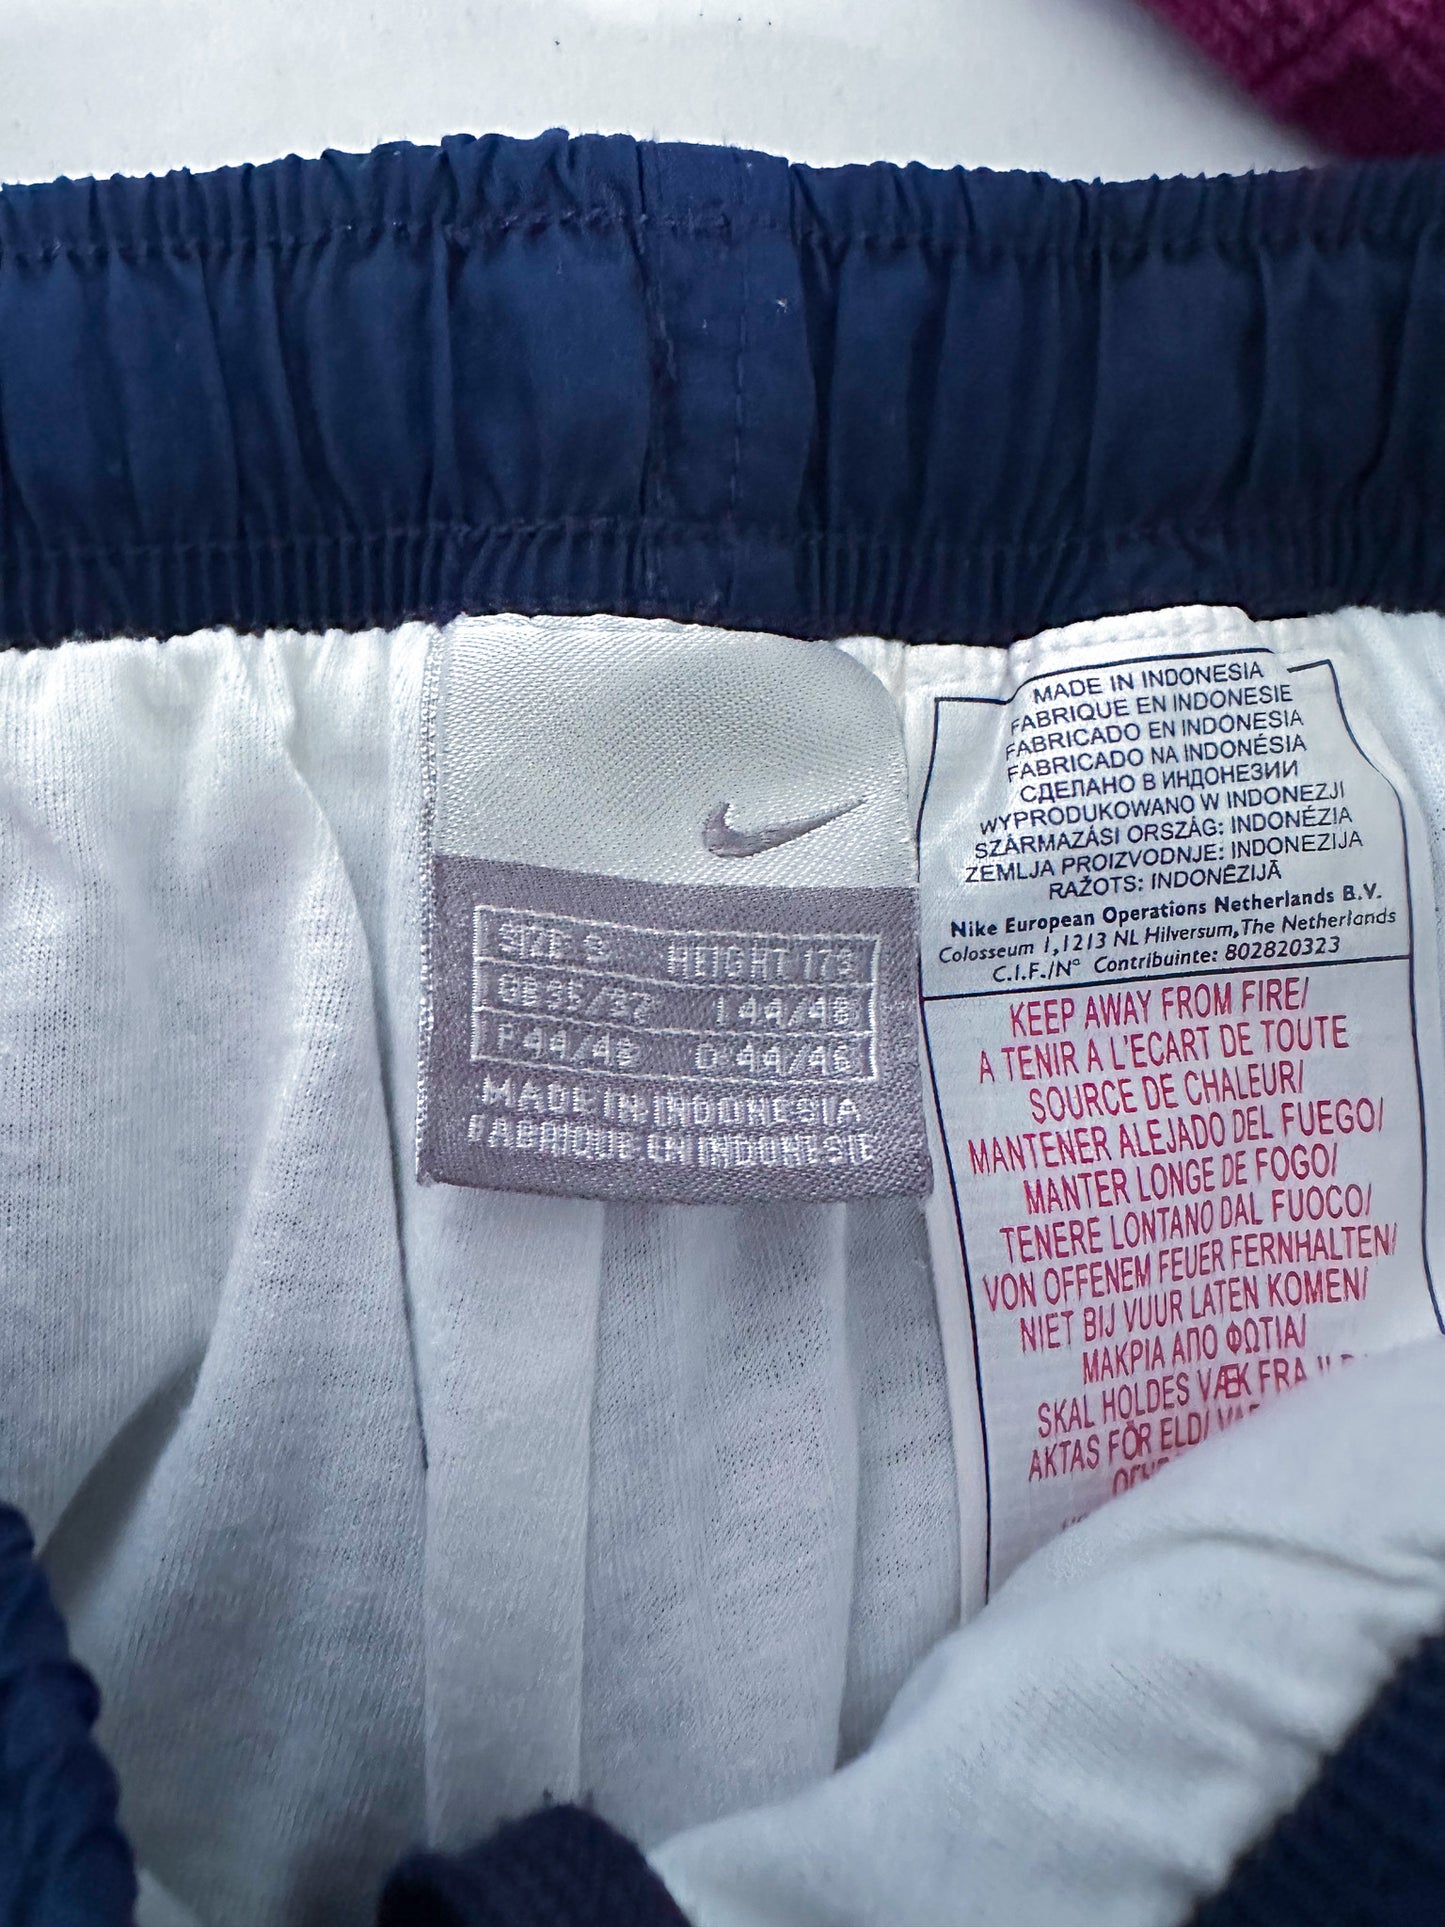 SIZE S HEIGHT 173
GB 35/37 I 44/46
F 44/46 D 44/46
MADE IN INDONESIA
FABRIQUE EN INDONESIE
MADE IN INDONESIA
FABRIQUE EN INDONESIE
FABRICADO EN INDONESIA
FABRICADO NA INDONÉSIA
СДЕЛАНО В ИНДОНЕЗИИ
WYPRODUKOWANO W INDONEZJI
SZÁRMAZÁSI ORSZÁG: INDONÉZIA
ZEMLJA PROIZVODNJE: INDONEZIJA
RAŽOTS: INDONĒZIJĀ
Nike European Operations Netherlands B.V.
Colosseum 1, 1213 NL Hilversum, The Netherlands
C.I.F./N° Contribuinte: 802820323
KEEP AWAY FROM FIRE/
A TENIR A L'ECART DE TOUTE
SOURCE DE CHALEUR/
MANTENER ALEJADO DEL FUEGO/
MANTER LONGE DE FOGO/
TENERE LONTANO DAL FUOCO/
VON OFFENEM FEUER FERNHALTEN/
NIET BIJ VUUR LATEN KOMEN/
ΜΑΚΡΙΑ ΑΠΟ ΦΩΤΙΑ/
SKAL HOLDES VÆK FRA
AKTAS FÖR ELD/